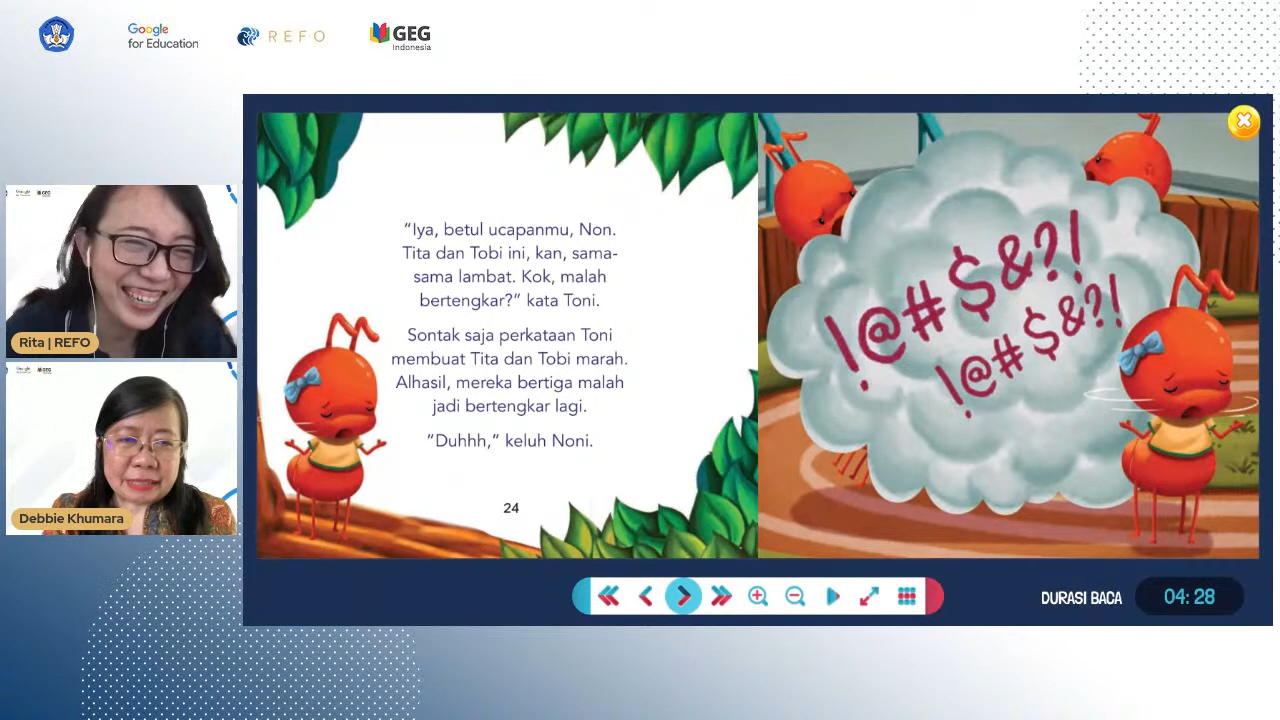 Google
for Education
REFO
GEG
Indonesia
Rita | REFO
Debbie Khumara
“Iya, betul ucapanmu, Non.
Tita dan Tobi ini, kan, sama-
sama lambat. Kok, malah
bertengkar?” kata Toni.
Sontak saja perkataan Toni
membuat Tita dan Tobi marah.
Alhasil, mereka bertiga malah
jadi bertengkar lagi.
“Duhhh,” keluh Noni.
24
!@#$&?!
!@#$&?!
DURASI BACA
04: 28